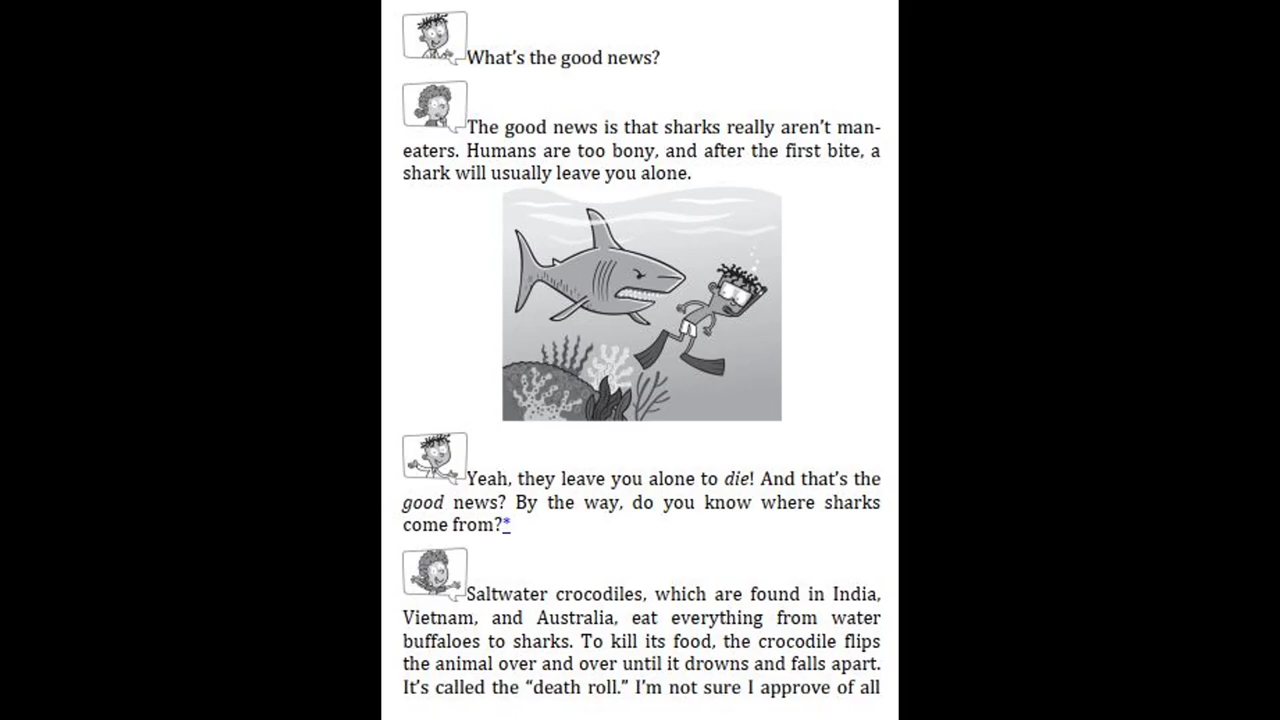 What's the good news?
The good news is that sharks really aren't man-
eaters. Humans are too bony, and after the first bite, a
shark will usually leave you alone.
Yeah, they leave you alone to die! And that's the
good news? By the way, do you know where sharks
come from?*
Saltwater crocodiles, which are found in India,
Vietnam, and Australia, eat everything from water
buffaloes to sharks. To kill its food, the crocodile flips
the animal over and over until it drowns and falls apart.
It's called the “death roll.” I'm not sure I approve of all